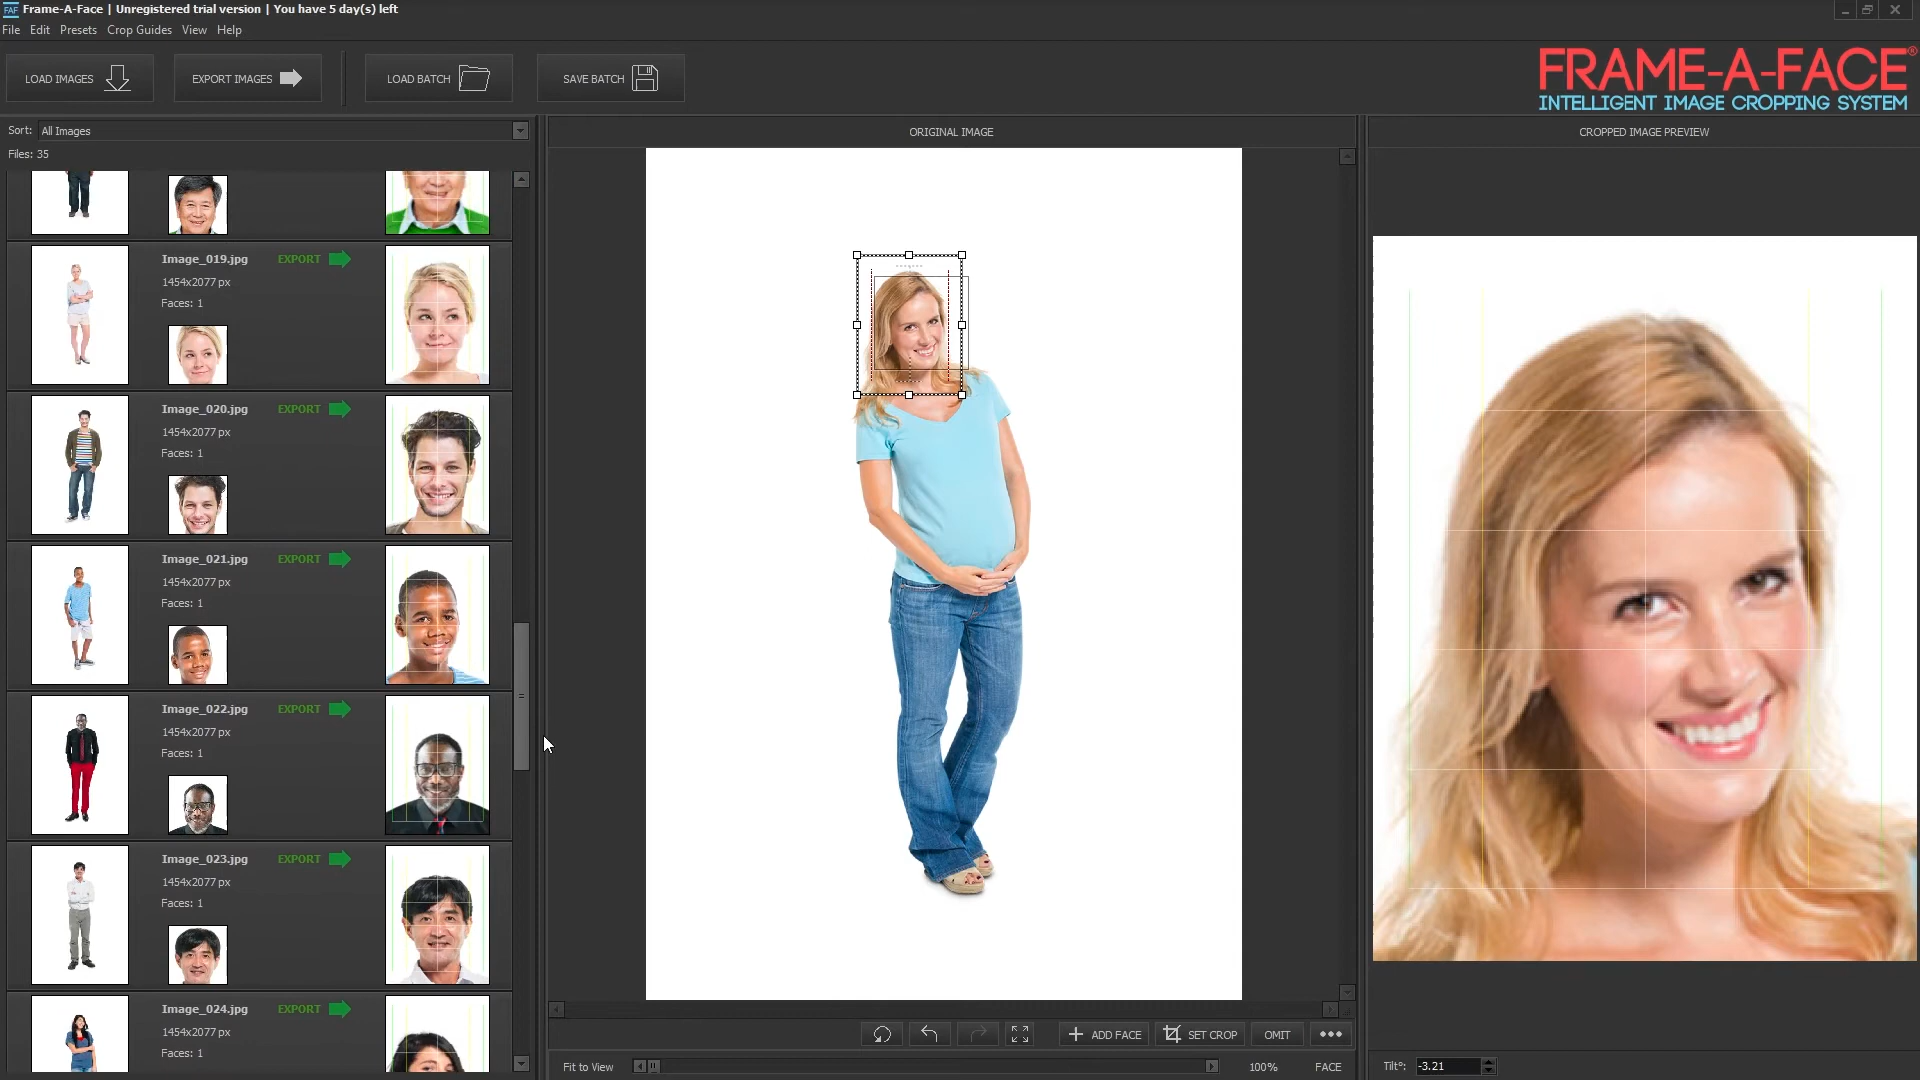 FAF Frame-A-Face | Unregistered trial version | You have 5 day(s) left
File Edit Presets Crop Guides View Help
LOAD IMAGES EXPORT IMAGES LOAD BATCH SAVE BATCH
FRAME-A-FACE®
INTELLIGENT IMAGE CROPPING SYSTEM
Sort: All Images
Files: 35
ORIGINAL IMAGE
CROPPED IMAGE PREVIEW
Image_019.jpg EXPORT
1454x2077 px
Faces: 1
Image_020.jpg EXPORT
1454x2077 px
Faces: 1
Image_021.jpg EXPORT
1454x2077 px
Faces: 1
Image_022.jpg EXPORT
1454x2077 px
Faces: 1
Image_023.jpg EXPORT
1454x2077 px
Faces: 1
Image_024.jpg EXPORT
1454x2077 px
Faces: 1
ADD FACE SET CROP OMIT
Fit to View 100% FACE
Tilt°: -3.21